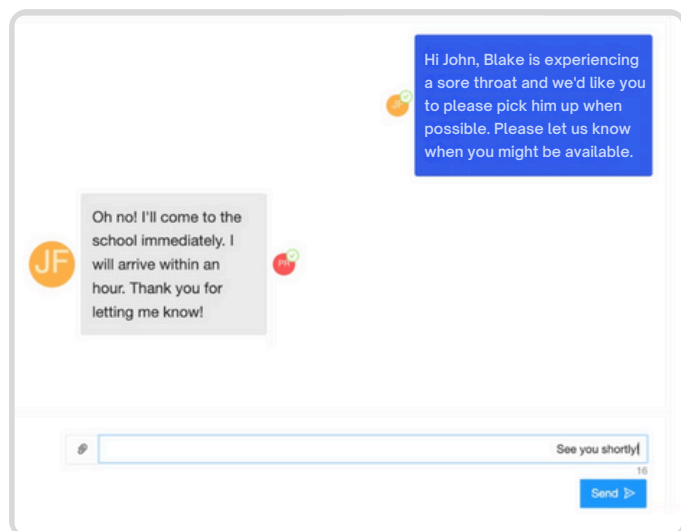 Hi John, Blake is experiencing
a sore throat and we'd like you
to please pick him up when
possible. Please let us know
when you might be available.
JF
Oh no! I'll come to the
school immediately. I
will arrive within an
hour. Thank you for
letting me know!
JF
PR
See you shortly!
16
Send